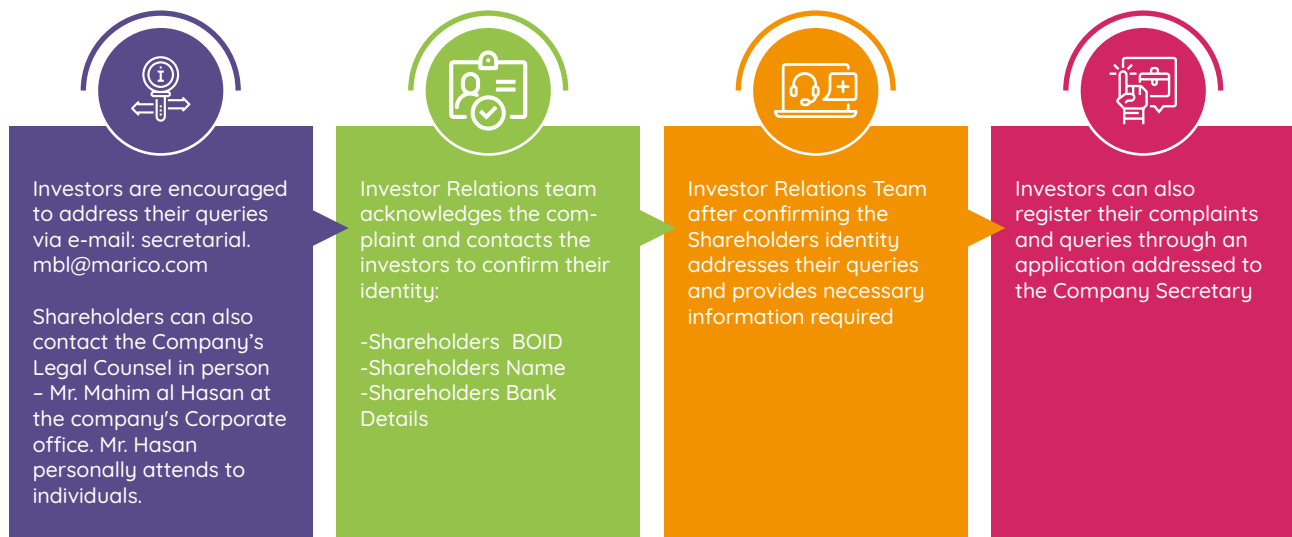 Investors are encouraged
to address their queries
via e-mail: secretarial.
mbl@marico.com
Shareholders can also
contact the Company's
Legal Counsel in person
– Mr. Mahim al Hasan at
the company's Corporate
office. Mr. Hasan
personally attends to
individuals.
Investor Relations team
acknowledges the com-
plaint and contacts the
investors to confirm their
identity:
-Shareholders  BOID
-Shareholders Name
-Shareholders Bank
Details
Investor Relations Team
after confirming the
Shareholders identity
addresses their queries
and provides necessary
information required
Investors can also
register their complaints
and queries through an
application addressed to
the Company Secretary